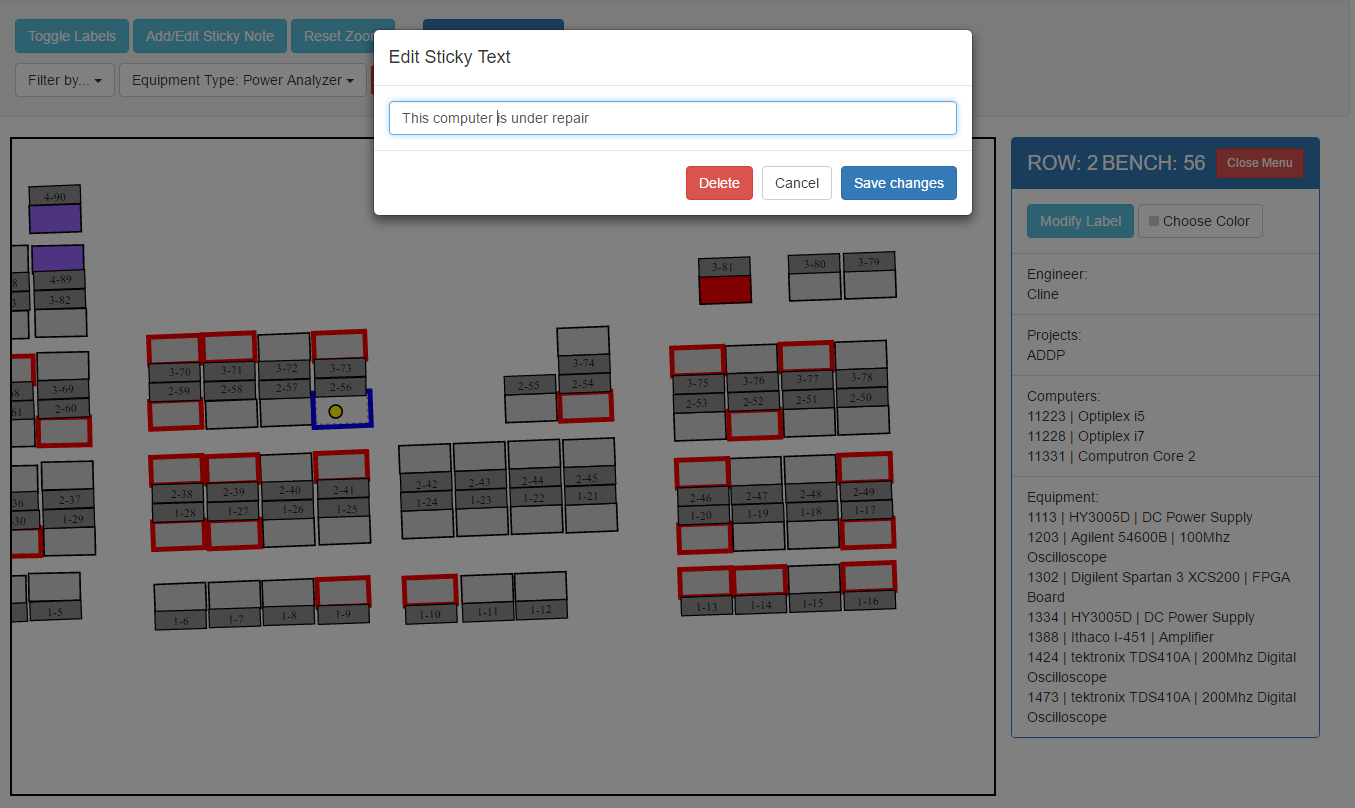 Toggle Labels
Add/Edit Sticky Note
Reset Zoo
Edit Sticky Text
Filter by...
Equipment Type: Power Analyzer
This computer is under repair
Delete
Cancel
Save changes
ROW: 2 BENCH: 56
Close Menu
Modify Label
Choose Color
Engineer:
Cline
Projects:
ADDP
Computers:
11223 | Optiplex i5
11228 | Optiplex i7
11331 | Computron Core 2
Equipment:
1113 | HY3005D | DC Power Supply
1203 | Agilent 54600B | 100Mhz
Oscilloscope
1302 | Digilent Spartan 3 XCS200 | FPGA
Board
1334 | HY3005D | DC Power Supply
1388 | Ithaco I-451 | Amplifier
1424 | tektronix TDS410A | 200Mhz Digital
Oscilloscope
1473 | tektronix TDS410A | 200Mhz Digital
Oscilloscope
4-90
8 4-89
3 3-82
3-81 3-80 3-79
3-70 3-71 3-72 3-73
2-59 2-58 2-57 2-56
3-74
2-55 2-54
3-75 3-76 3-77 3-78
2-53 2-52 2-51 2-50
58 3-69
61 2-60
2-38 2-39 2-40 2-41
1-28 1-27 1-26 1-25
2-42 2-43 2-44 2-45
1-24 1-23 1-22 1-21
2-46 2-47 2-48 2-49
1-20 1-19 1-18 1-17
36 2-37
30 1-29
1-5
1-6 1-7 1-8 1-9
1-10 1-11 1-12
1-13 1-14 1-15 1-16